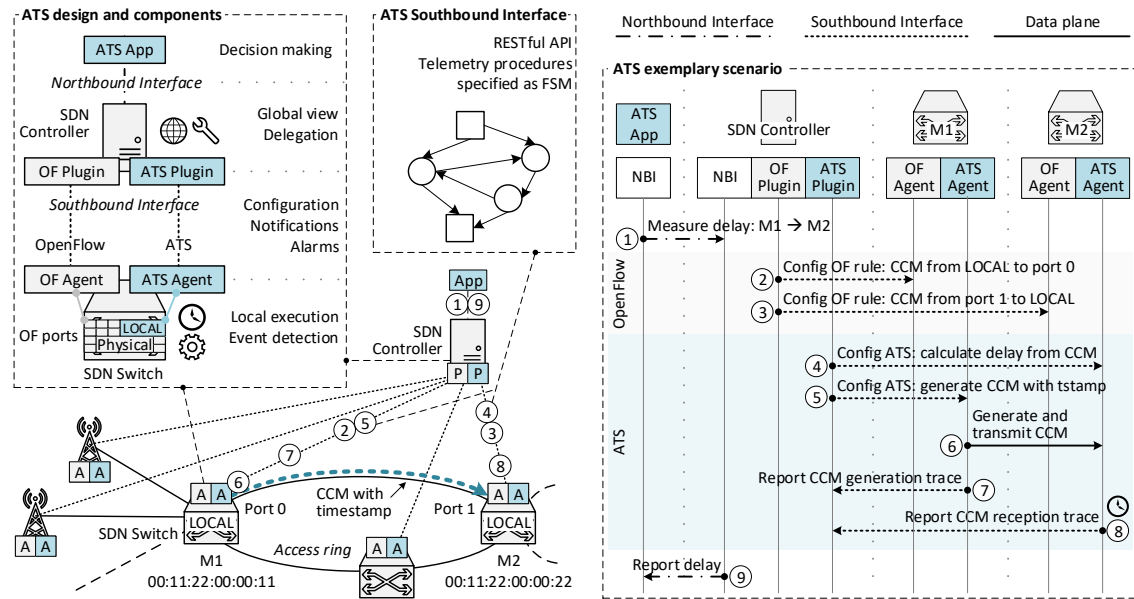 ATS design and components
ATS App
Decision making
Northbound Interface
SDN
Controller
Global view
Delegation
OF Plugin
ATS Plugin
Southbound Interface
Configuration
Notifications
Alarms
OpenFlow
ATS
OF Agent
ATS Agent
OF ports
LOCAL
Physical
Local execution
Event detection
SDN Switch
ATS Southbound Interface
RESTful API
Telemetry procedures
specified as FSM
App
1 9
SDN
Controller
P P
4
5
2
3
7
8
6
A A
A A
A A
A A
A A
CCM with
timestamp
Port 0
Port 1
LOCAL
LOCAL
SDN Switch
Access ring
M1
M2
00:11:22:00:00:11
00:11:22:00:00:22
Northbound Interface
Southbound Interface
Data plane
ATS exemplary scenario
ATS
App
SDN Controller
M1
M2
NBI
NBI
OF
Plugin
ATS
Plugin
OF
Agent
ATS
Agent
OF
Agent
ATS
Agent
1
Measure delay: M1 → M2
OpenFlow
2
Config OF rule: CCM from LOCAL to port 0
3
Config OF rule: CCM from port 1 to LOCAL
ATS
4
Config ATS: calculate delay from CCM
5
Config ATS: generate CCM with tstamp
Generate and
transmit CCM
6
Report CCM generation trace
7
Report CCM reception trace
8
Report delay
9